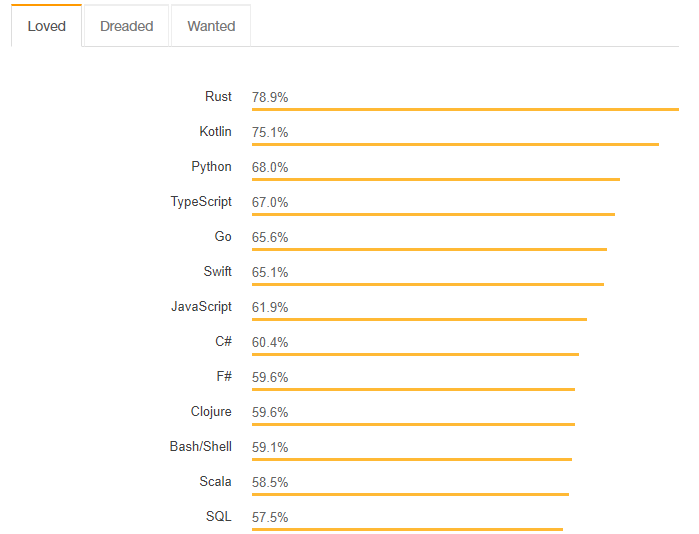 Loved Dreaded Wanted
Rust 78.9%
Kotlin 75.1%
Python 68.0%
TypeScript 67.0%
Go 65.6%
Swift 65.1%
JavaScript 61.9%
C# 60.4%
F# 59.6%
Clojure 59.6%
Bash/Shell 59.1%
Scala 58.5%
SQL 57.5%